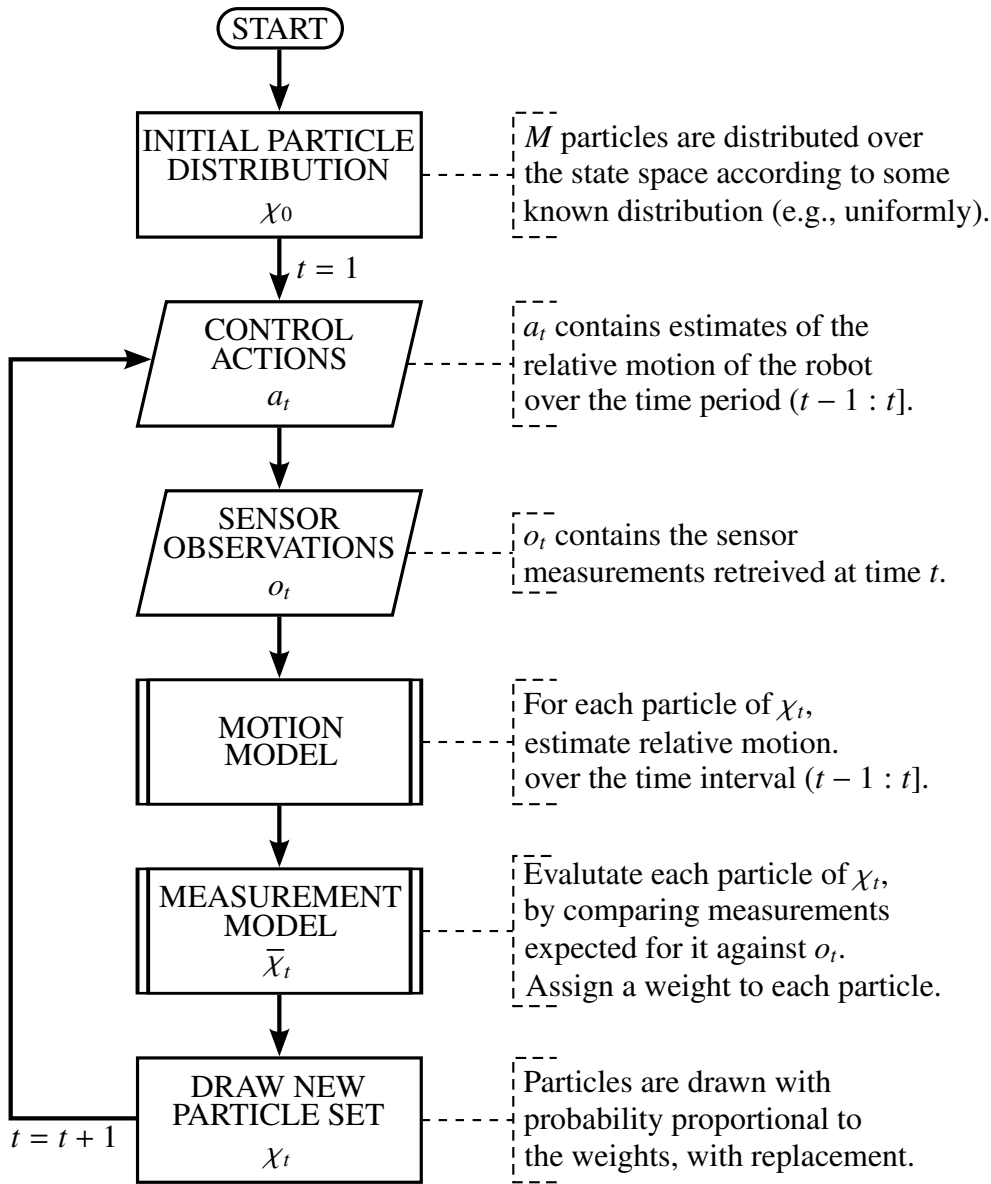 START
INITIAL PARTICLE
DISTRIBUTION
χ0
M particles are distributed over
the state space according to some
known distribution (e.g., uniformly).
t = 1
CONTROL
ACTIONS
a_t
a_t contains estimates of the
relative motion of the robot
over the time period (t − 1 : t].
SENSOR
OBSERVATIONS
o_t
o_t contains the sensor
measurements retreived at time t.
MOTION
MODEL
For each particle of χ_t,
estimate relative motion.
over the time interval (t − 1 : t].
MEASUREMENT
MODEL
χ̅_t
Evalutate each particle of χ_t,
by comparing measurements
expected for it against o_t.
Assign a weight to each particle.
DRAW NEW
PARTICLE SET
χ_t
Particles are drawn with
probability proportional to
the weights, with replacement.
t = t + 1